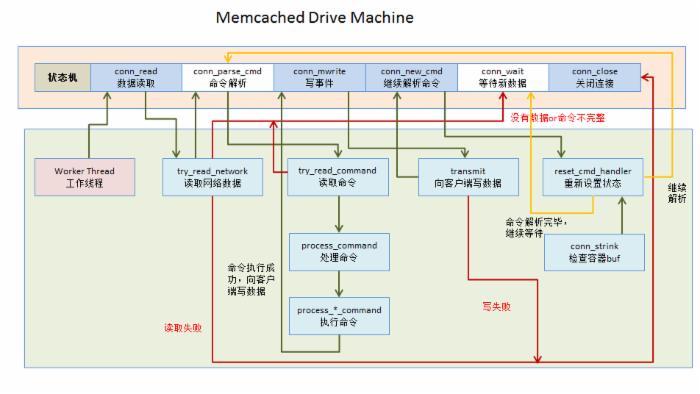 Memcached Drive Machine
状态机
conn_read
数据读取
conn_parse_cmd
命令解析
conn_mwrite
写事件
conn_new_cmd
继续解析命令
conn_wait
等待新数据
conn_close
关闭连接
没有数据or命令不完整
Worker Thread
工作线程
try_read_network
读取网络数据
try_read_command
读取命令
transmit
向客户端写数据
reset_cmd_handler
重新设置状态
继续
解析
命令解析完毕，
继续等待
process_command
处理命令
conn_strink
检查容器buf
命令执行成
功，向客户
端写数据
process_*_command
执行命令
写失败
读取失败